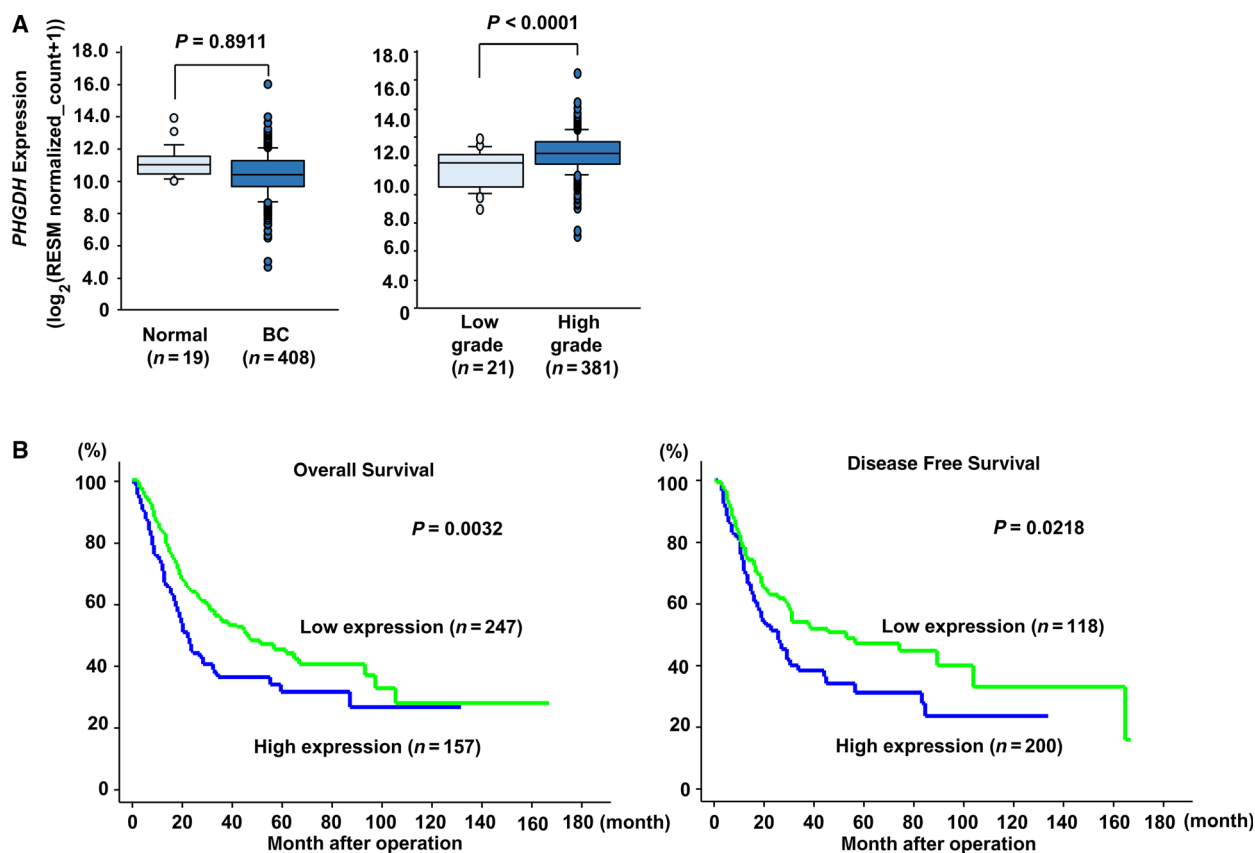 A
PHGDH Expression
(log2(RESM normalized_count+1))
P = 0.8911
18.0
16.0
14.0
12.0
10.0
8.0
6.0
4.0
0
Normal
(n = 19)
BC
(n = 408)
P < 0.0001
18.0
16.0
14.0
12.0
10.0
8.0
6.0
4.0
0
Low
grade
(n = 21)
High
grade
(n = 381)
B
(%)
Overall Survival
P = 0.0032
100
80
60
40
20
0
Low expression (n = 247)
High expression (n = 157)
0 20 40 60 80 100 120 140 160 180 (month)
Month after operation
(%)
Disease Free Survival
P = 0.0218
100
80
60
40
20
0
Low expression (n = 118)
High expression (n = 200)
0 20 40 60 80 100 120 140 160 180 (month)
Month after operation